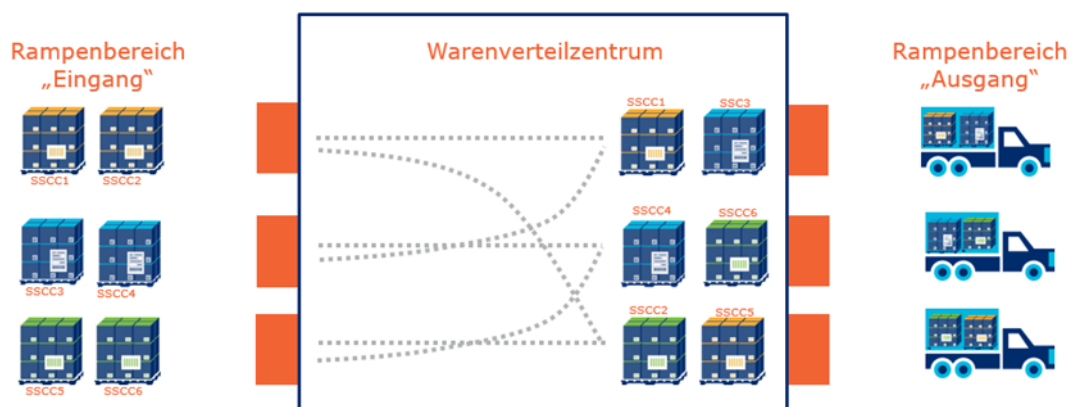 Rampenbereich
„Eingang“
Warenverteilzentrum
Rampenbereich
„Ausgang“
SSCC1
SSCC2
SSCC3
SSCC4
SSCC5
SSCC6
SSCC1
SSC3
SSCC4
SSCC6
SSCC2
SSCC5